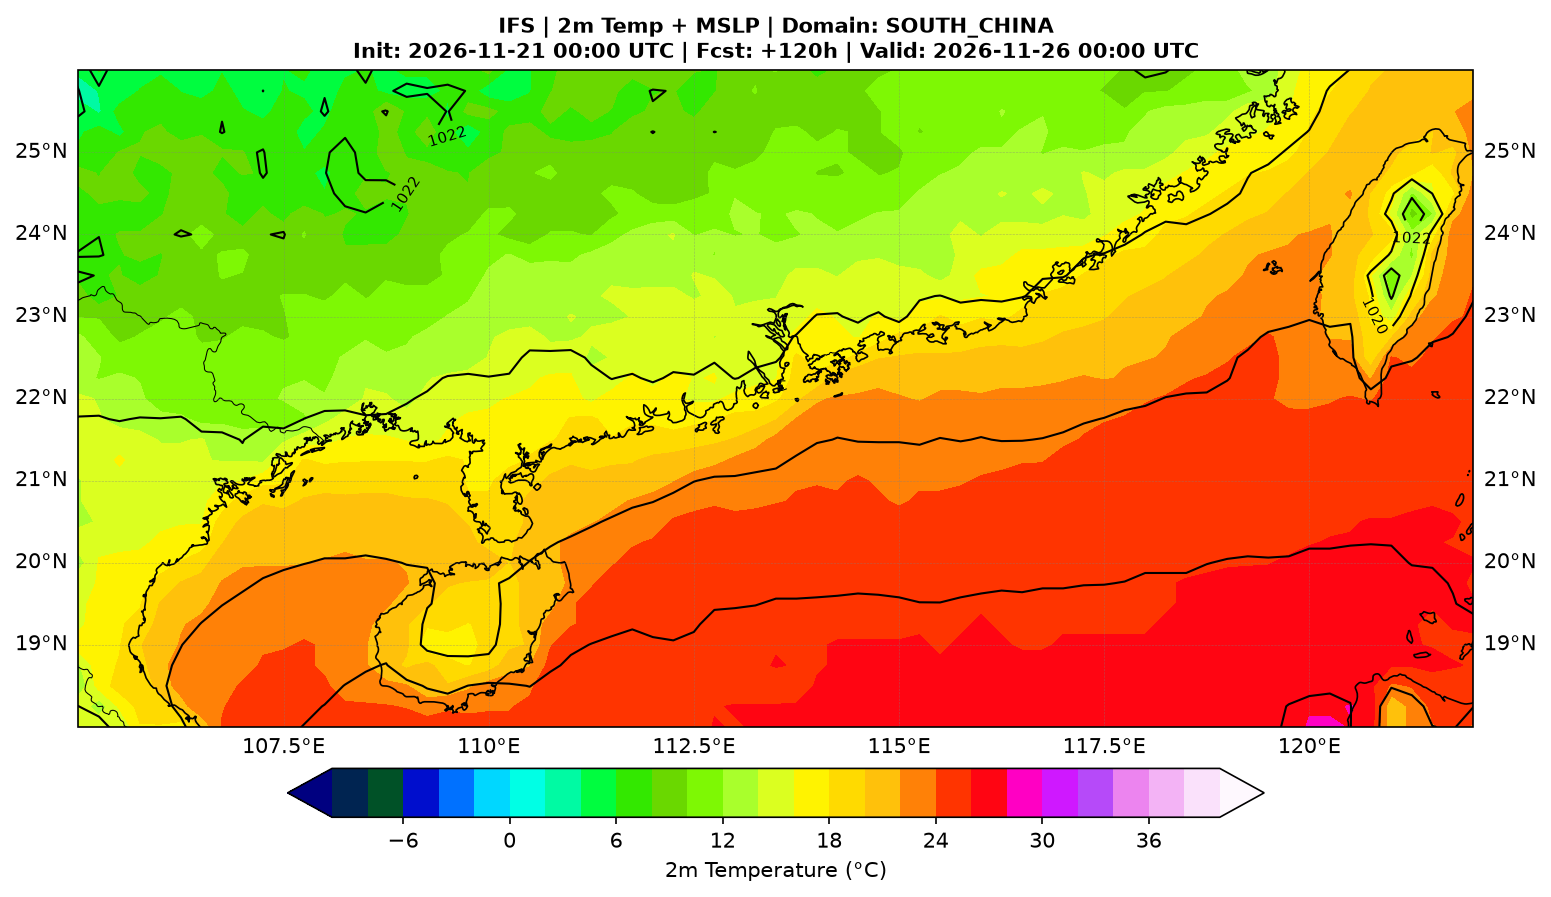 IFS | 2m Temp + MSLP | Domain: SOUTH_CHINA
Init: 2026-11-21 00:00 UTC | Fcst: +120h | Valid: 2026-11-26 00:00 UTC
1022
25°N 25°N
1022
24°N 24°N
1022
23°N 23°N
1020
22°N 22°N
21°N 21°N
20°N 20°N
19°N 19°N
107.5°E 110°E 112.5°E 115°E 117.5°E 120°E
−6 0 6 12 18 24 30 36
2m Temperature (°C)